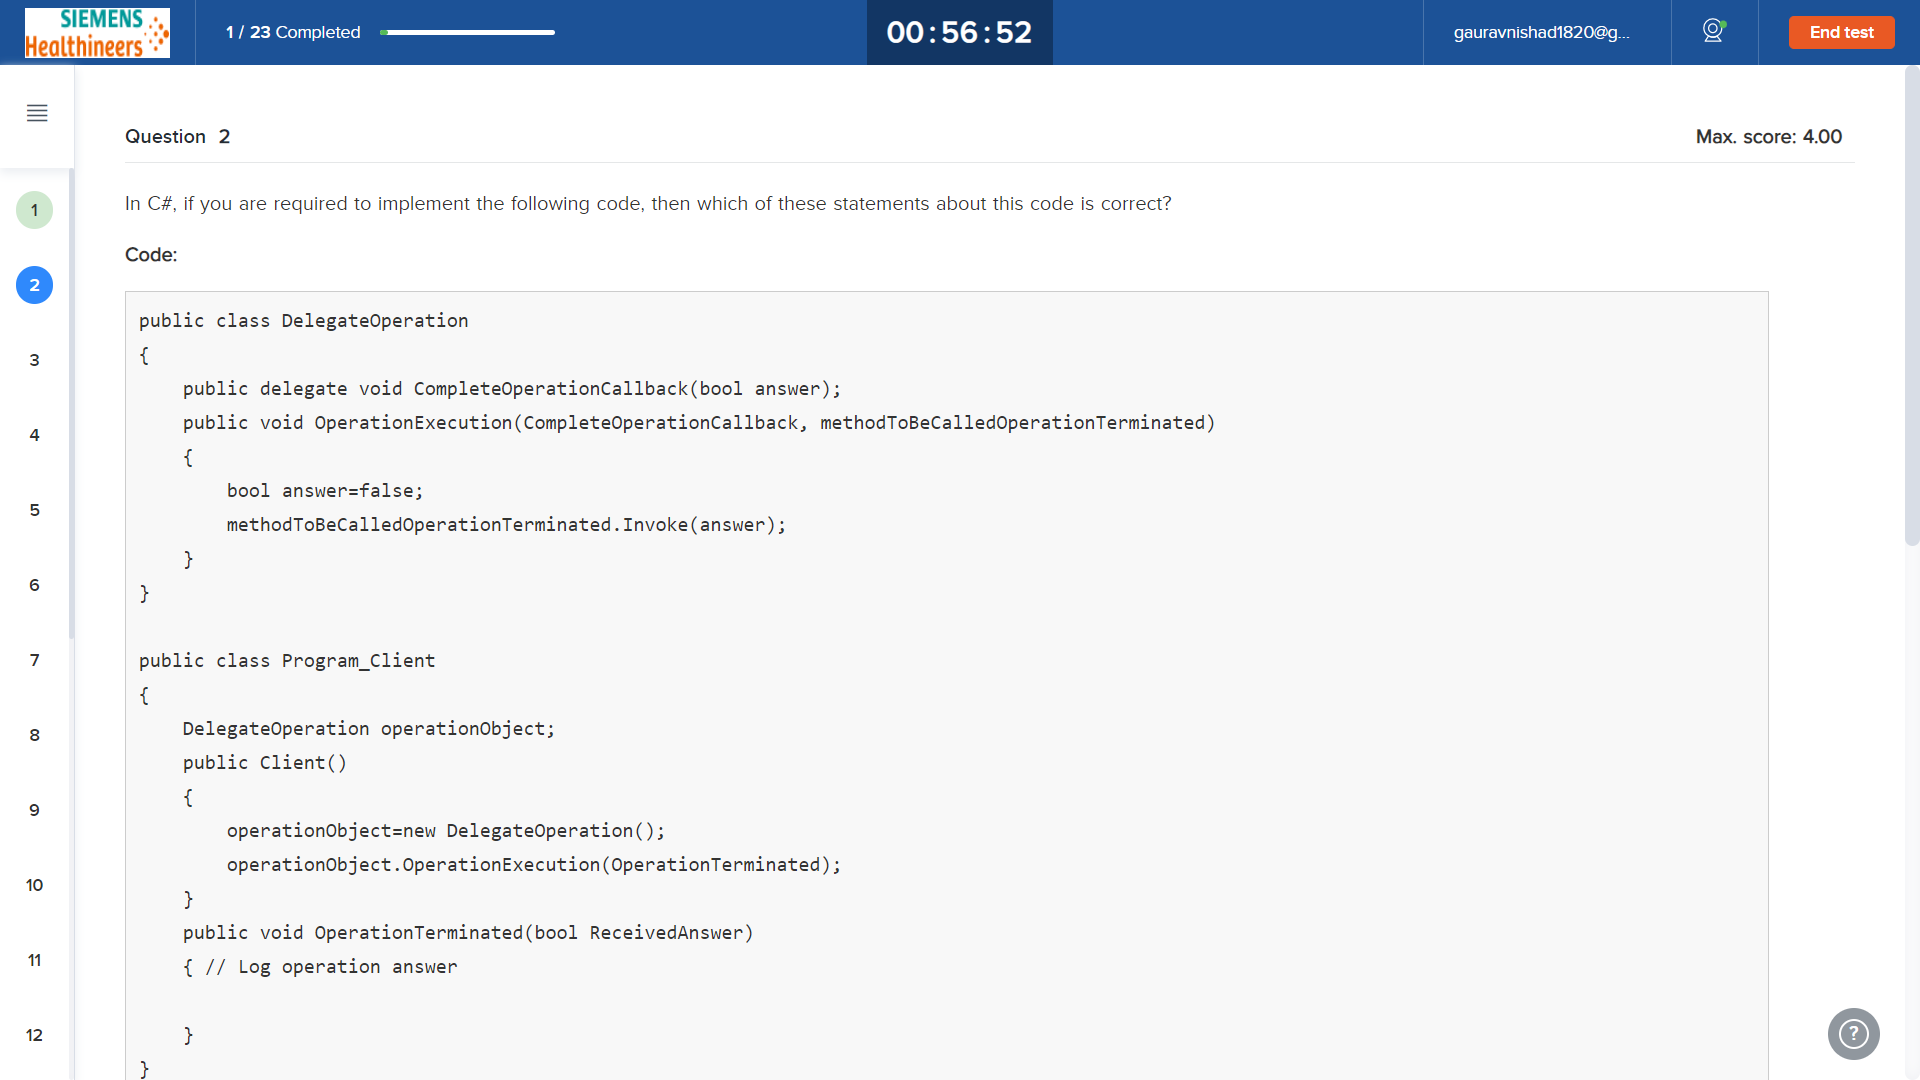 SIEMENS
Healthineers
1 / 23 Completed
00:56:52
gauravnishad1820@g...
End test
Question 2
Max. score: 4.00
In C#, if you are required to implement the following code, then which of these statements about this code is correct?
Code:
public class DelegateOperation
{
    public delegate void CompleteOperationCallback(bool answer);
    public void OperationExecution(CompleteOperationCallback, methodToBeCalledOperationTerminated)
    {
        bool answer=false;
        methodToBeCalledOperationTerminated.Invoke(answer);
    }
}
public class Program_Client
{
    DelegateOperation operationObject;
    public Client()
    {
        operationObject=new DelegateOperation();
        operationObject.OperationExecution(OperationTerminated);
    }
    public void OperationTerminated(bool ReceivedAnswer)
    { // Log operation answer
    }
}
1
2
3
4
5
6
7
8
9
10
11
12
?